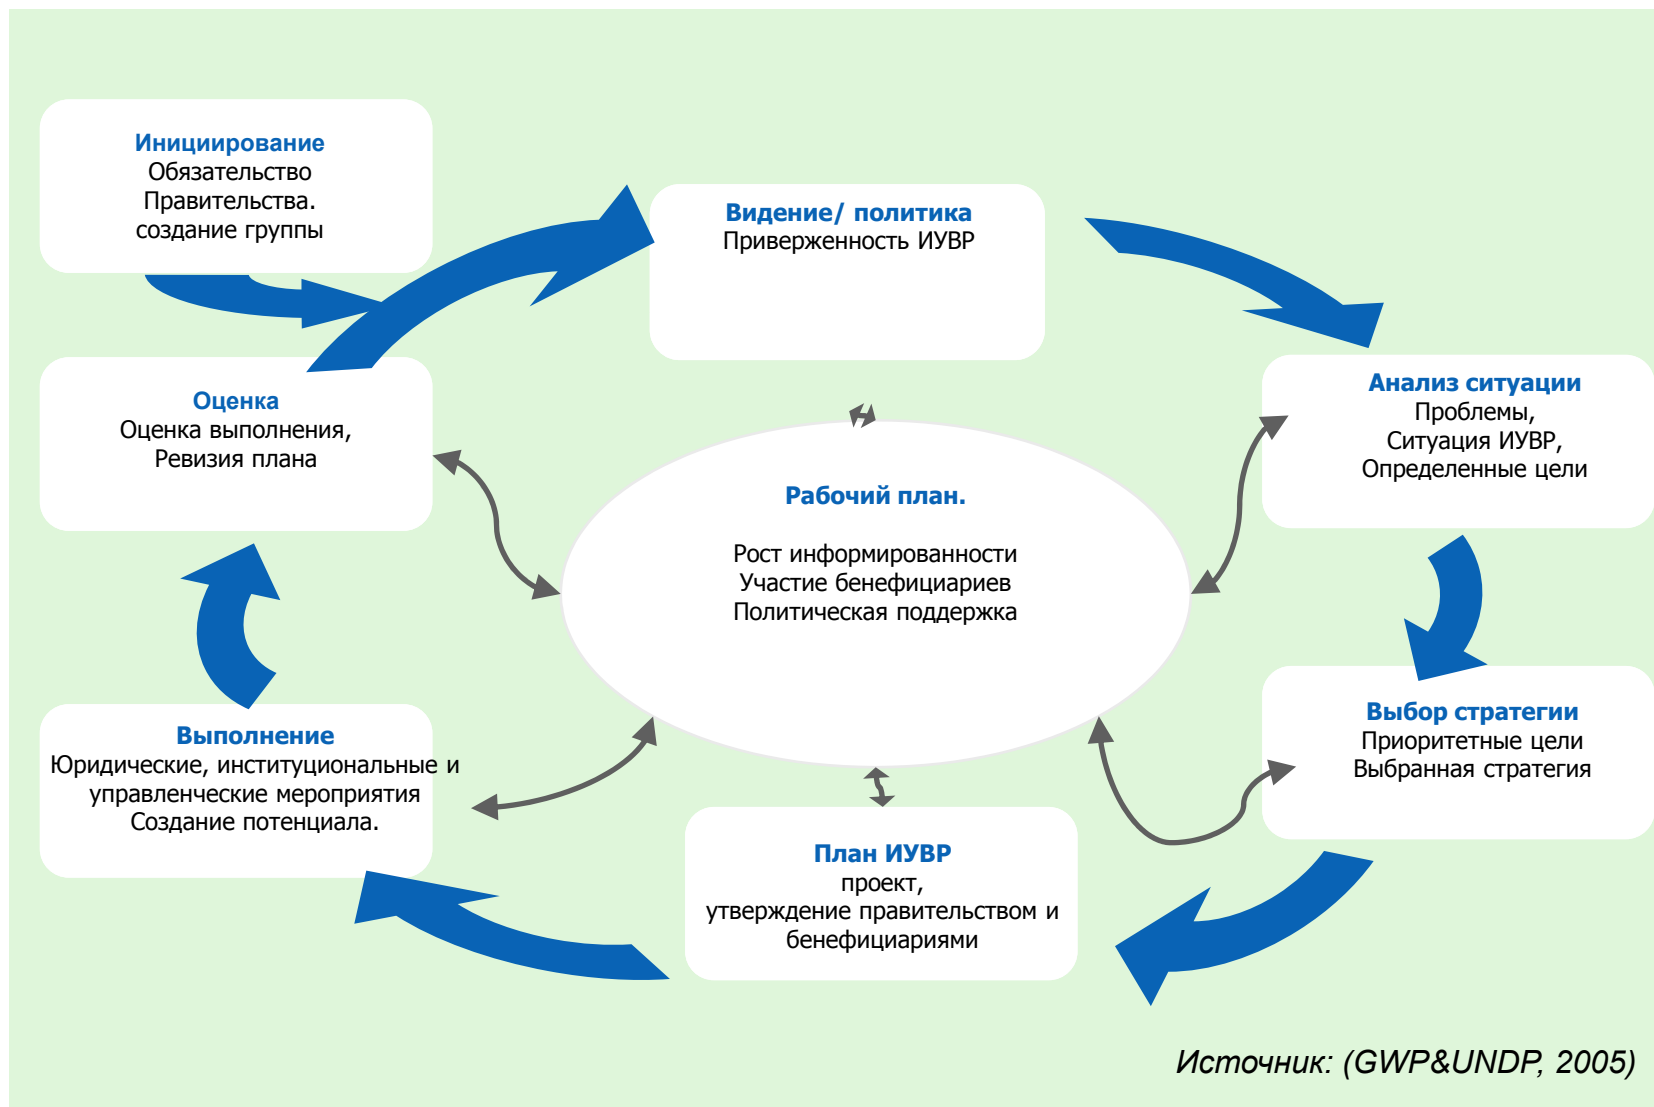 Инициирование
Обязательство
Правительства.
создание группы
Видение/ политика
Приверженность ИУВР
Анализ ситуации
Проблемы,
Ситуация ИУВР,
Определенные цели
Оценка
Оценка выполнения,
Ревизия плана
Рабочий план.
Рост информированности
Участие бенефициариев
Политическая поддержка
Выбор стратегии
Приоритетные цели
Выбранная стратегия
Выполнение
Юридические, институциональные и
управленческие мероприятия
Создание потенциала.
План ИУВР
проект,
утверждение правительством и
бенефициариями
Источник: (GWP&UNDP, 2005)